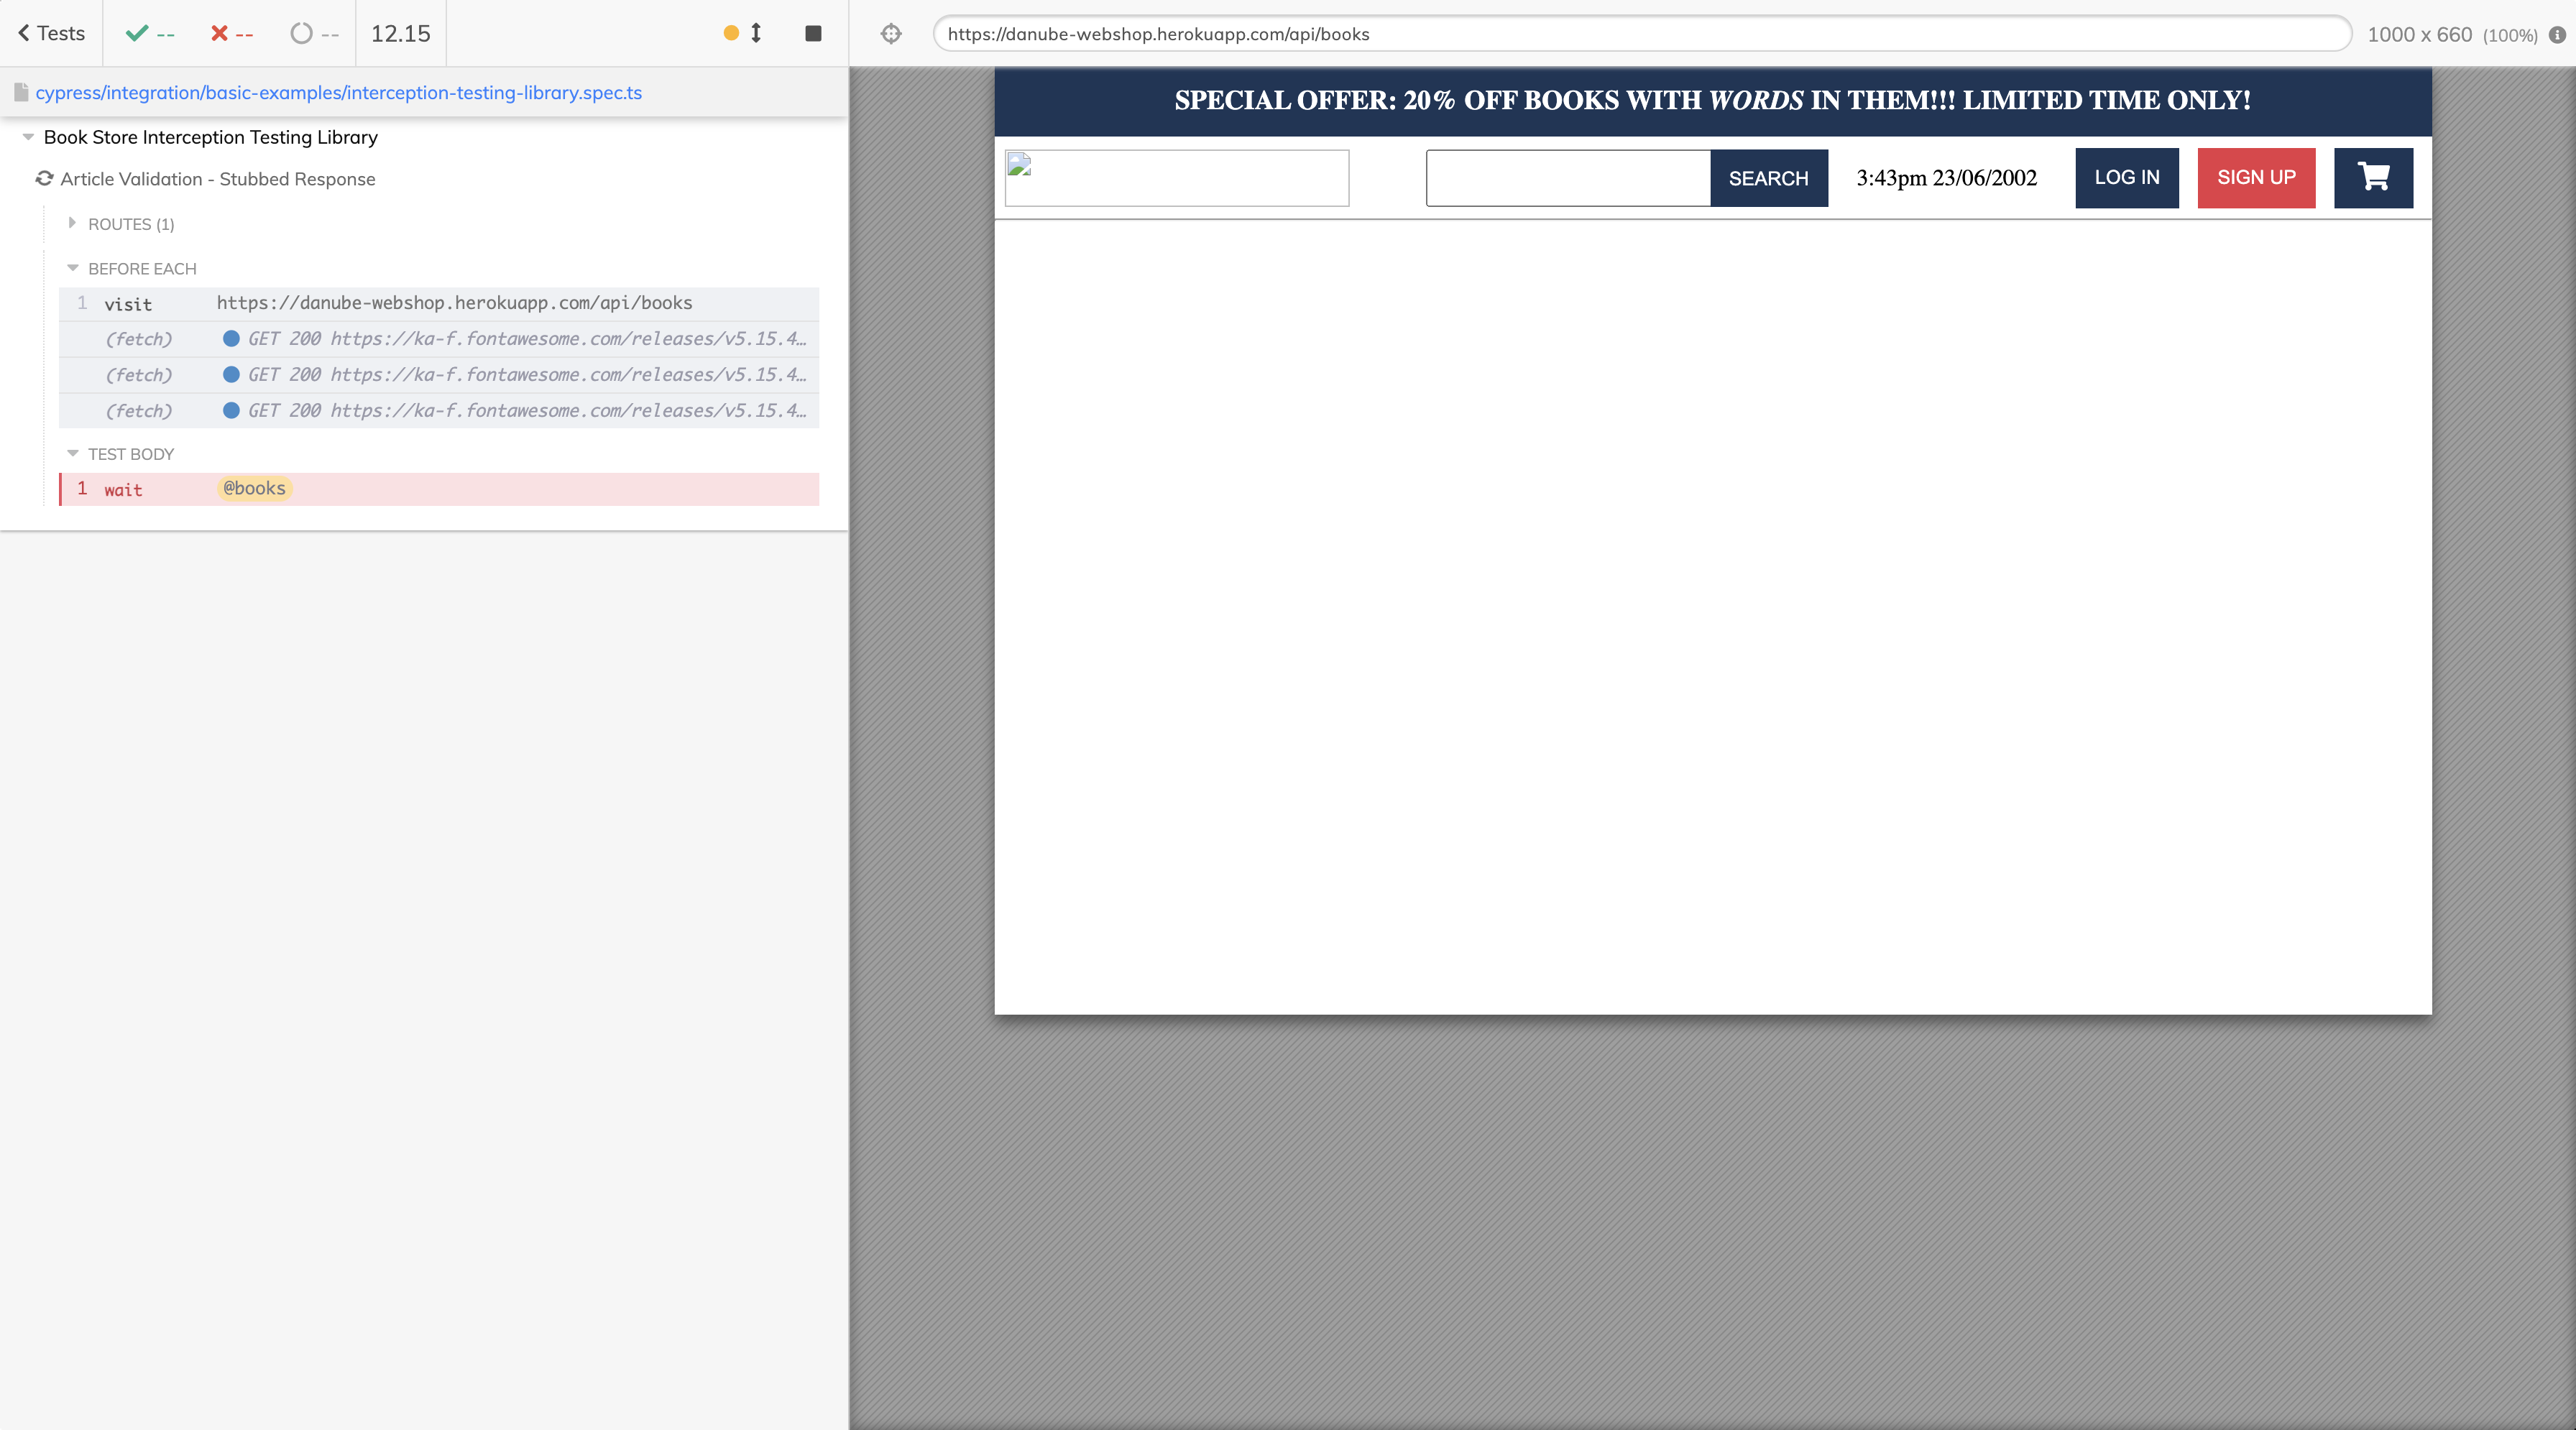 Tests -- -- -- 12.15
https://danube-webshop.herokuapp.com/api/books 1000 x 660 (100%)
cypress/integration/basic-examples/interception-testing-library.spec.ts
Book Store Interception Testing Library
Article Validation - Stubbed Response
ROUTES (1)
BEFORE EACH
1 visit https://danube-webshop.herokuapp.com/api/books
(fetch) GET 200 https://ka-f.fontawesome.com/releases/v5.15.4…
(fetch) GET 200 https://ka-f.fontawesome.com/releases/v5.15.4…
(fetch) GET 200 https://ka-f.fontawesome.com/releases/v5.15.4…
TEST BODY
1 wait @books
SPECIAL OFFER: 20% OFF BOOKS WITH WORDS IN THEM!!! LIMITED TIME ONLY!
SEARCH 3:43pm 23/06/2002 LOG IN SIGN UP